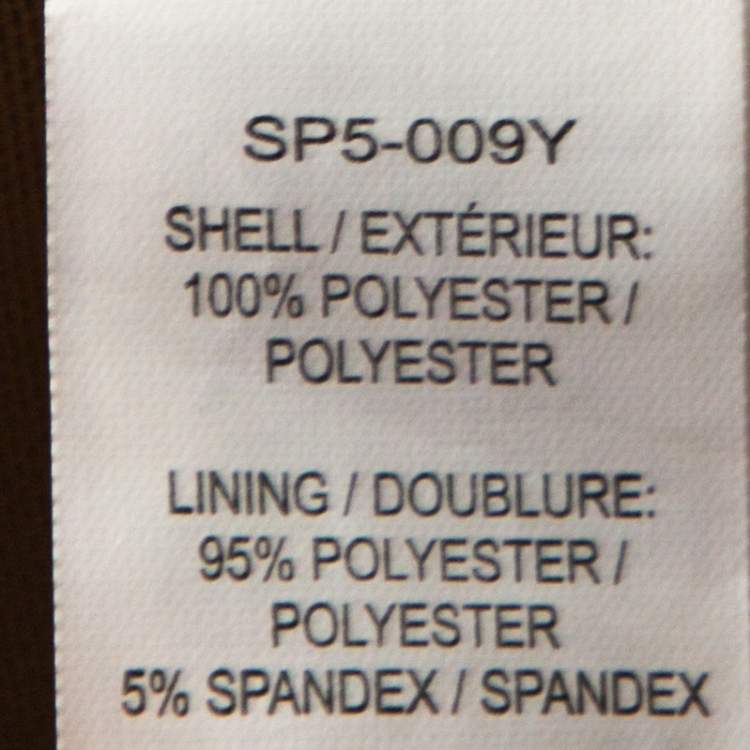 SP5-009Y
SHELL / EXTÉRIEUR:
100% POLYESTER /
POLYESTER
LINING / DOUBLURE:
95% POLYESTER /
POLYESTER
5% SPANDEX / SPANDEX